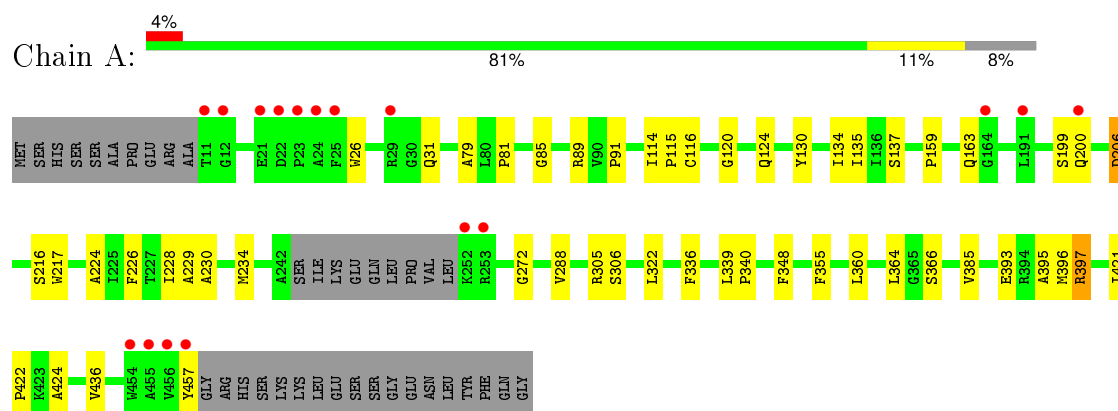 4%
Chain A:
81% 11% 8%
MET SER HIS SER SER ALA PRO GLU ARG ALA T11 G12 E21 D22 P23 A24 F25 W26 R29 G30 Q31 A79 L80 P81 G85 R89 V90 P91 I114 P115 C116 G120 Q124 Y130 I134 I135 I136 S137 P159 Q163 G164 L191 S199 Q200
S216 W217 A224 I225 F226 T227 I228 A229 A230 M234 A242 SER ILE LYS GLU GLN LEU PRO VAL LEU K252 R253 G272 V288 R305 S306 L322 F336 L339 P340 F348 F355 L360 L364 G365 S366 V385 E393 R394 A395 M396 R397
P422 K423 A424 V436 W454 A455 V456 Y457 GLY ARG HIS SER LYS LYS LEU GLU SER SER GLY GLU ASN LEU TYR PHE GLN GLY